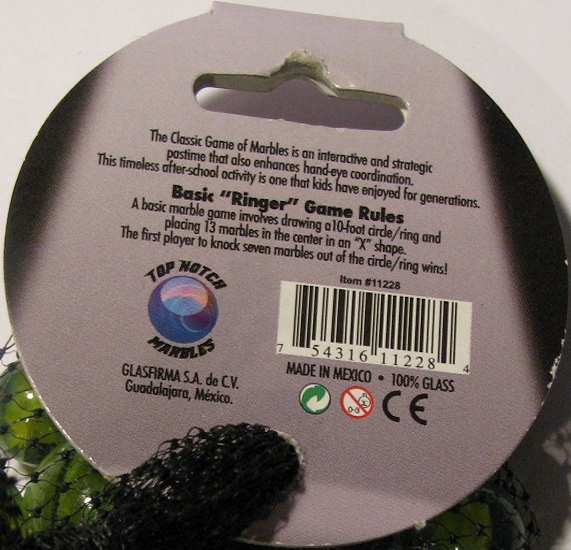 The Classic Game of Marbles is an interactive and strategic
pastime that also enhances hand-eye coordination.
This timeless after-school activity is one that kids have enjoyed for generations.
Basic "Ringer" Game Rules
A basic marble game involves drawing a10-foot circle/ring and
placing 13 marbles in the center in an "X" shape.
The first player to knock seven marbles out of the circle/ring wins!
Item #11228
TOP NOTCH
MARBLES
7 54316 11228 4
GLASFIRMA S.A. de C.V.
Guadalajara, México.
MADE IN MEXICO • 100% GLASS
0-3
CE